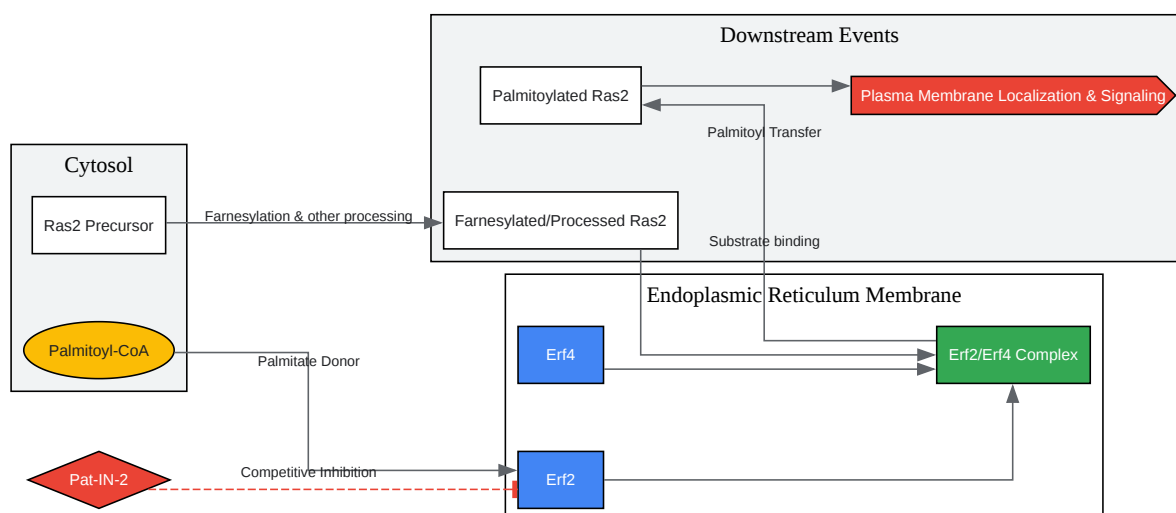 Downstream Events
Palmitoylated Ras2
Plasma Membrane Localization & Signaling
Palmitoyl Transfer
Cytosol
Ras2 Precursor
Farnesylation & other processing
Farnesylated/Processed Ras2
Substrate binding
Endoplasmic Reticulum Membrane
Palmitoyl-CoA
Palmitate Donor
Erf4
Erf2/Erf4 Complex
Pat-IN-2
Competitive Inhibition
Erf2